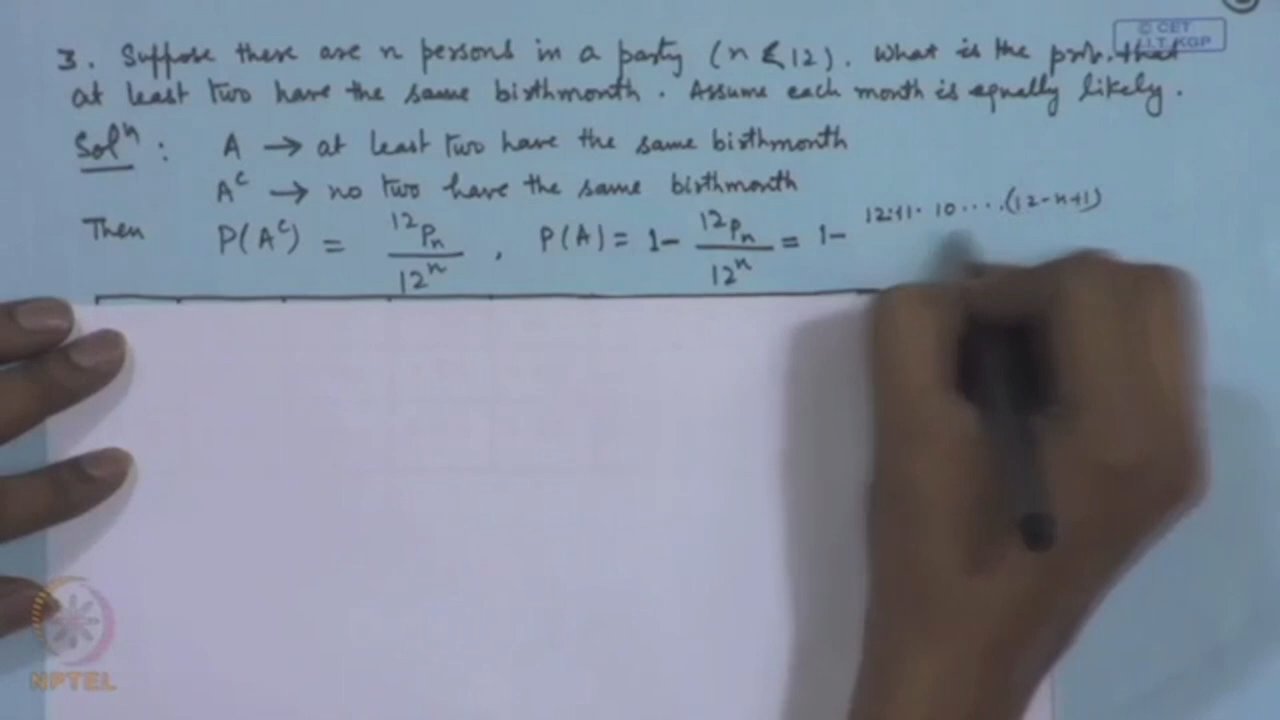 © CET
I.I.T. KGP
3. Suppose there are n persons in a party (n ≤ 12). What is the prob. that
at least two have the same birthmonth. Assume each month is equally likely.
Solⁿ : A → at least two have the same birthmonth
Aᶜ → no two have the same birthmonth
Then P(Aᶜ) = ¹²Pₙ / 12ⁿ , P(A) = 1 - ¹²Pₙ / 12ⁿ = 1 - 12·11·10····(12-n+1)
NPTEL